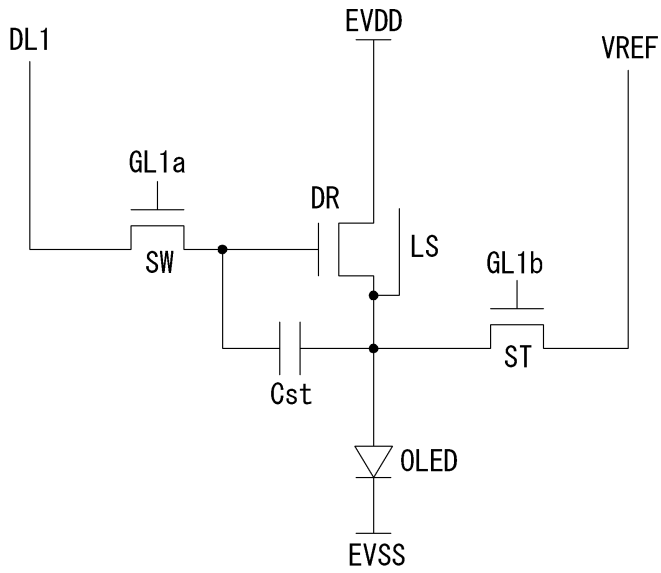 EVDD
DL1
VREF
GL1a
DR
LS
SW
GL1b
ST
Cst
OLED
EVSS